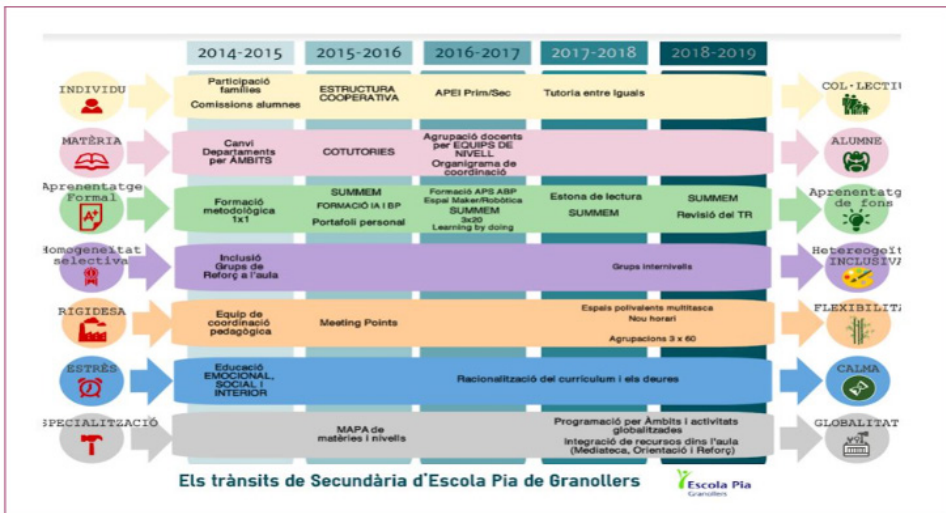 2014-2015 2015-2016 2016-2017 2017-2018 2018-2019
INDIVIDU
Participació
famílies
Comissions alumnes
ESTRUCTURA
COOPERATIVA
APEI Prim/Sec
Tutoria entre Iguals
COL·LECTIU
MATÈRIA
Canvi
Departaments
per ÀMBITS
COTUTORIES
Agrupació docents
per EQUIPS DE
NIVELL
Organigrama de
coordinació
ALUMNE
Aprenentatge
Formal
A+
Formació
metodològica
1x1
SUMMEM
FORMACIÓ IA I BP
Portafoli personal
Formació APS ABP
Espai Maker/Robòtica
SUMMEM
3x20
Learning by doing
Estona de lectura
SUMMEM
SUMMEM
Revisió del TR
Aprenentatg
de fons
Homogeneïtat
selectiva
Inclusió
Grups de
Reforç a l'aula
Grups internivells
Heterogeït
INCLUSIVA
RIGIDESA
Equip de
coordinació
pedagògica
Meeting Points
Espais polivalents multitasca
Nou horari
Agrupacions 3 x 60
FLEXIBILITA
ESTRÈS
Educació
EMOCIONAL,
SOCIAL I
INTERIOR
Racionalització del currículum i els deures
CALMA
SPECIALITZACIÓ
MAPA de
matèries i nivells
Programació per Àmbits i activitats
globalitzades
Integració de recursos dins l'aula
(Mediateca, Orientació i Reforç)
GLOBALITAT
Els trànsits de Secundària d'Escola Pia de Granollers
Escola Pia
Granollers